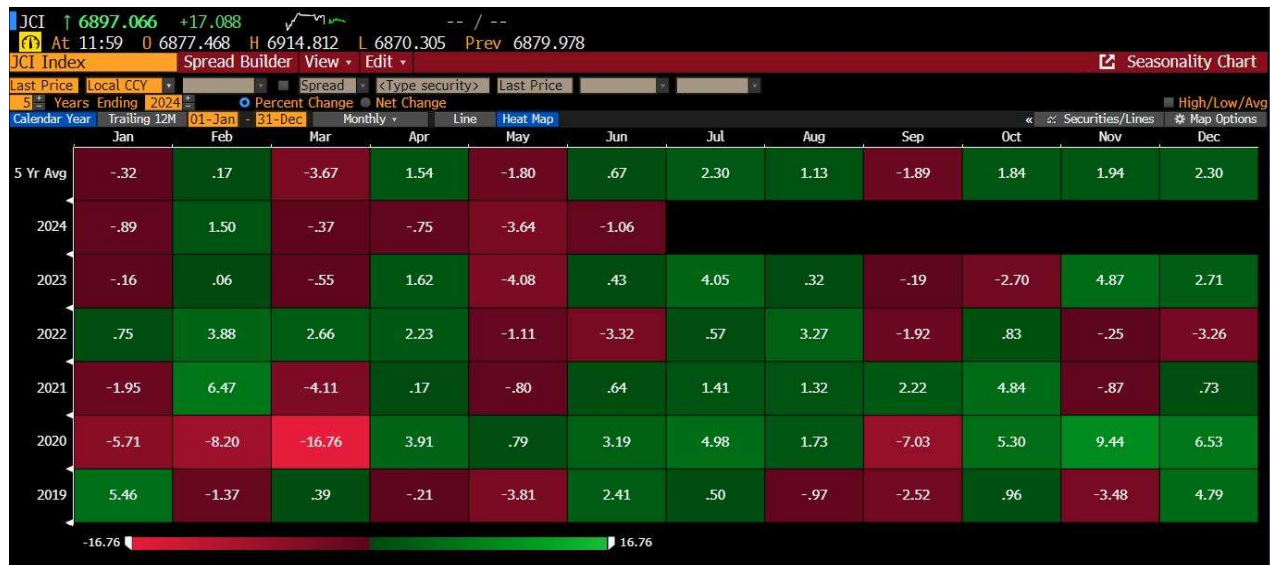 JCI ↑ 6897.066 +17.088 -- / --
At 11:59 O 6877.468 H 6914.812 L 6870.305 Prev 6879.978
JCI Index Spread Builder View Edit Seasonality Chart
Last Price Local CCY Spread <Type security> Last Price
5 Years Ending 2024 Percent Change Net Change High/Low/Avg
Calendar Year Trailing 12M 01-Jan - 31-Dec Monthly Line Heat Map « Securities/Lines Map Options
Jan Feb Mar Apr May Jun Jul Aug Sep Oct Nov Dec
5 Yr Avg -.32 .17 -3.67 1.54 -1.80 .67 2.30 1.13 -1.89 1.84 1.94 2.30
2024 -.89 1.50 -.37 -.75 -3.64 -1.06
2023 -.16 .06 -.55 1.62 -4.08 .43 4.05 .32 -.19 -2.70 4.87 2.71
2022 .75 3.88 2.66 2.23 -1.11 -3.32 .57 3.27 -1.92 .83 -.25 -3.26
2021 -1.95 6.47 -4.11 .17 -.80 .64 1.41 1.32 2.22 4.84 -.87 .73
2020 -5.71 -8.20 -16.76 3.91 .79 3.19 4.98 1.73 -7.03 5.30 9.44 6.53
2019 5.46 -1.37 .39 -.21 -3.81 2.41 .50 -.97 -2.52 .96 -3.48 4.79
-16.76 16.76